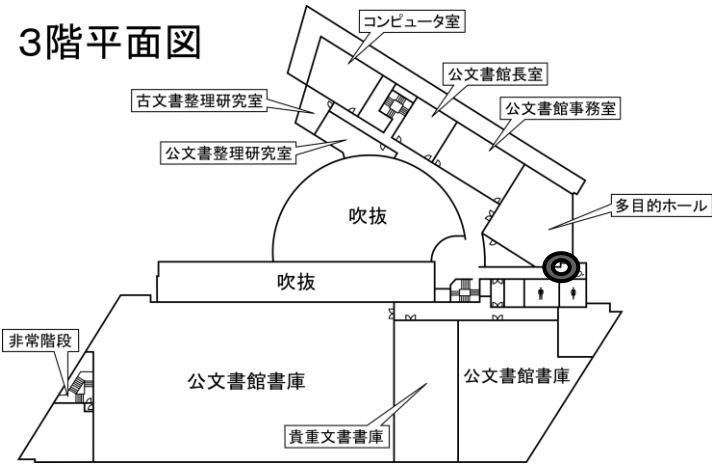 3階平面図
コンピュータ室
公文書館長室
古文書整理研究室
公文書館事務室
公文書整理研究室
多目的ホール
吹抜
吹抜
非常階段
公文書館書庫
公文書館書庫
貴重文書書庫